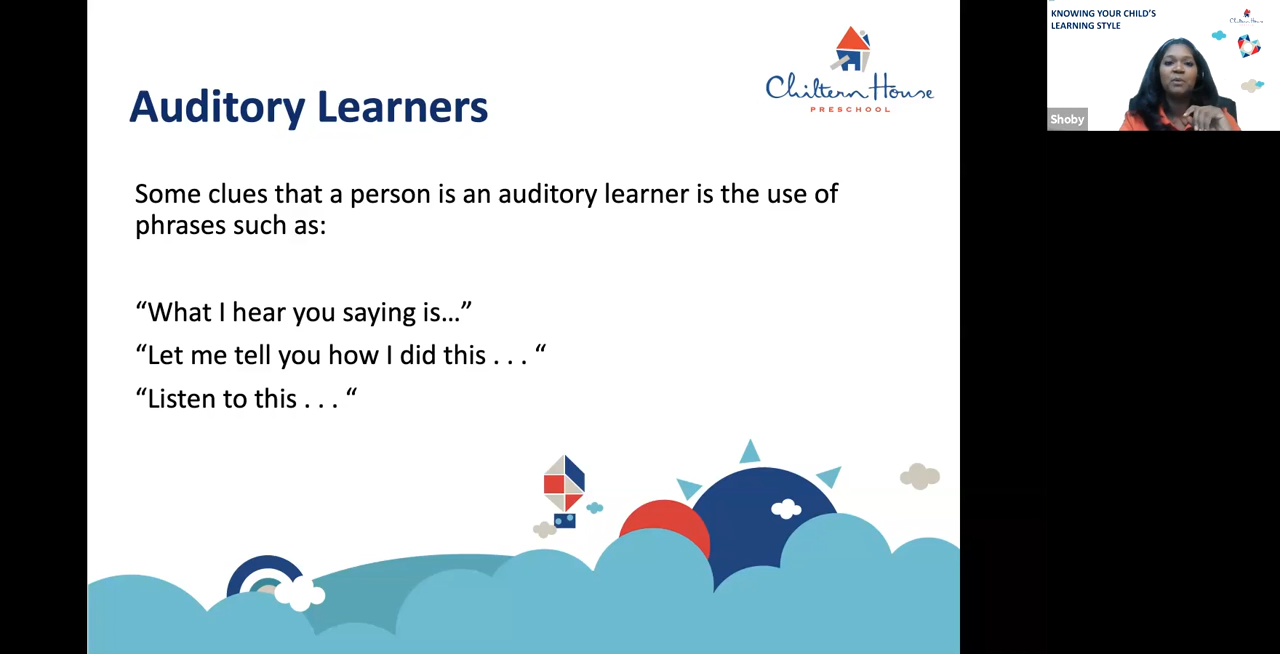 Auditory Learners
Chiltern House
PRESCHOOL
Some clues that a person is an auditory learner is the use of
phrases such as:
“What I hear you saying is…”
“Let me tell you how I did this . . . “
“Listen to this . . . “
KNOWING YOUR CHILD'S
LEARNING STYLE
Chiltern House
Shoby